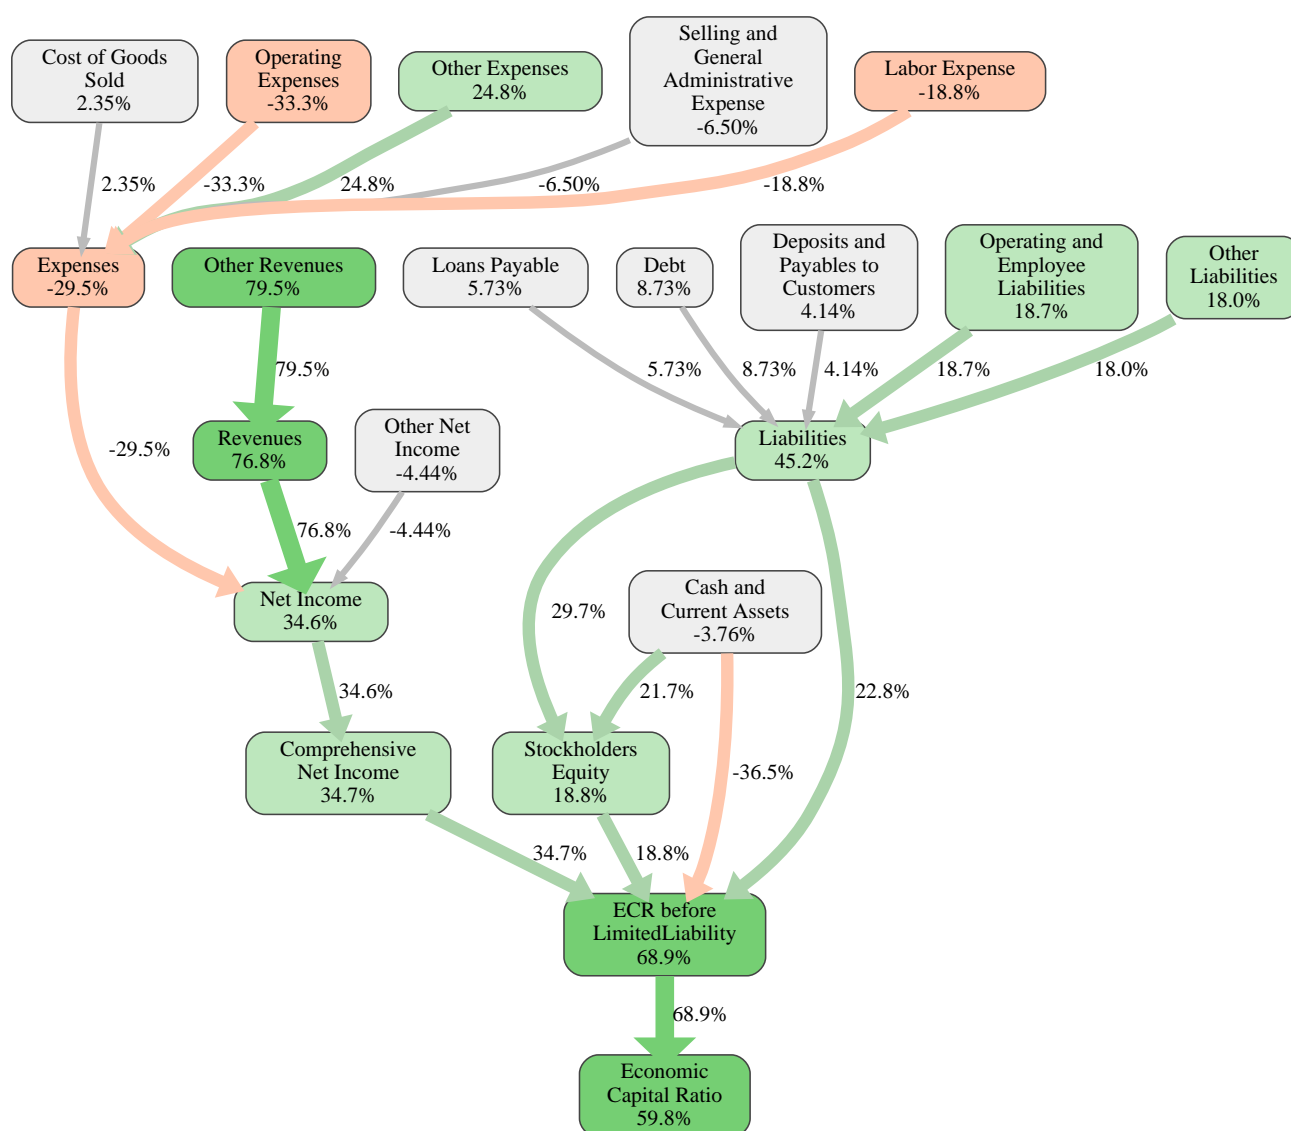 Cost of Goods
Sold
2.35%
Operating
Expenses
-33.3%
Other Expenses
24.8%
Selling and
General
Administrative
Expense
-6.50%
Labor Expense
-18.8%
2.35%
-33.3%
24.8%
-6.50%
-18.8%
Expenses
-29.5%
Other Revenues
79.5%
Loans Payable
5.73%
Debt
8.73%
Deposits and
Payables to
Customers
4.14%
Operating and
Employee
Liabilities
18.7%
Other
Liabilities
18.0%
79.5%
5.73%
8.73%
4.14%
18.7%
18.0%
Revenues
76.8%
Other Net
Income
-4.44%
Liabilities
45.2%
-29.5%
76.8%
-4.44%
Net Income
34.6%
29.7%
Cash and
Current Assets
-3.76%
34.6%
21.7%
22.8%
Comprehensive
Net Income
34.7%
Stockholders
Equity
18.8%
-36.5%
34.7%
18.8%
ECR before
LimitedLiability
68.9%
68.9%
Economic
Capital Ratio
59.8%